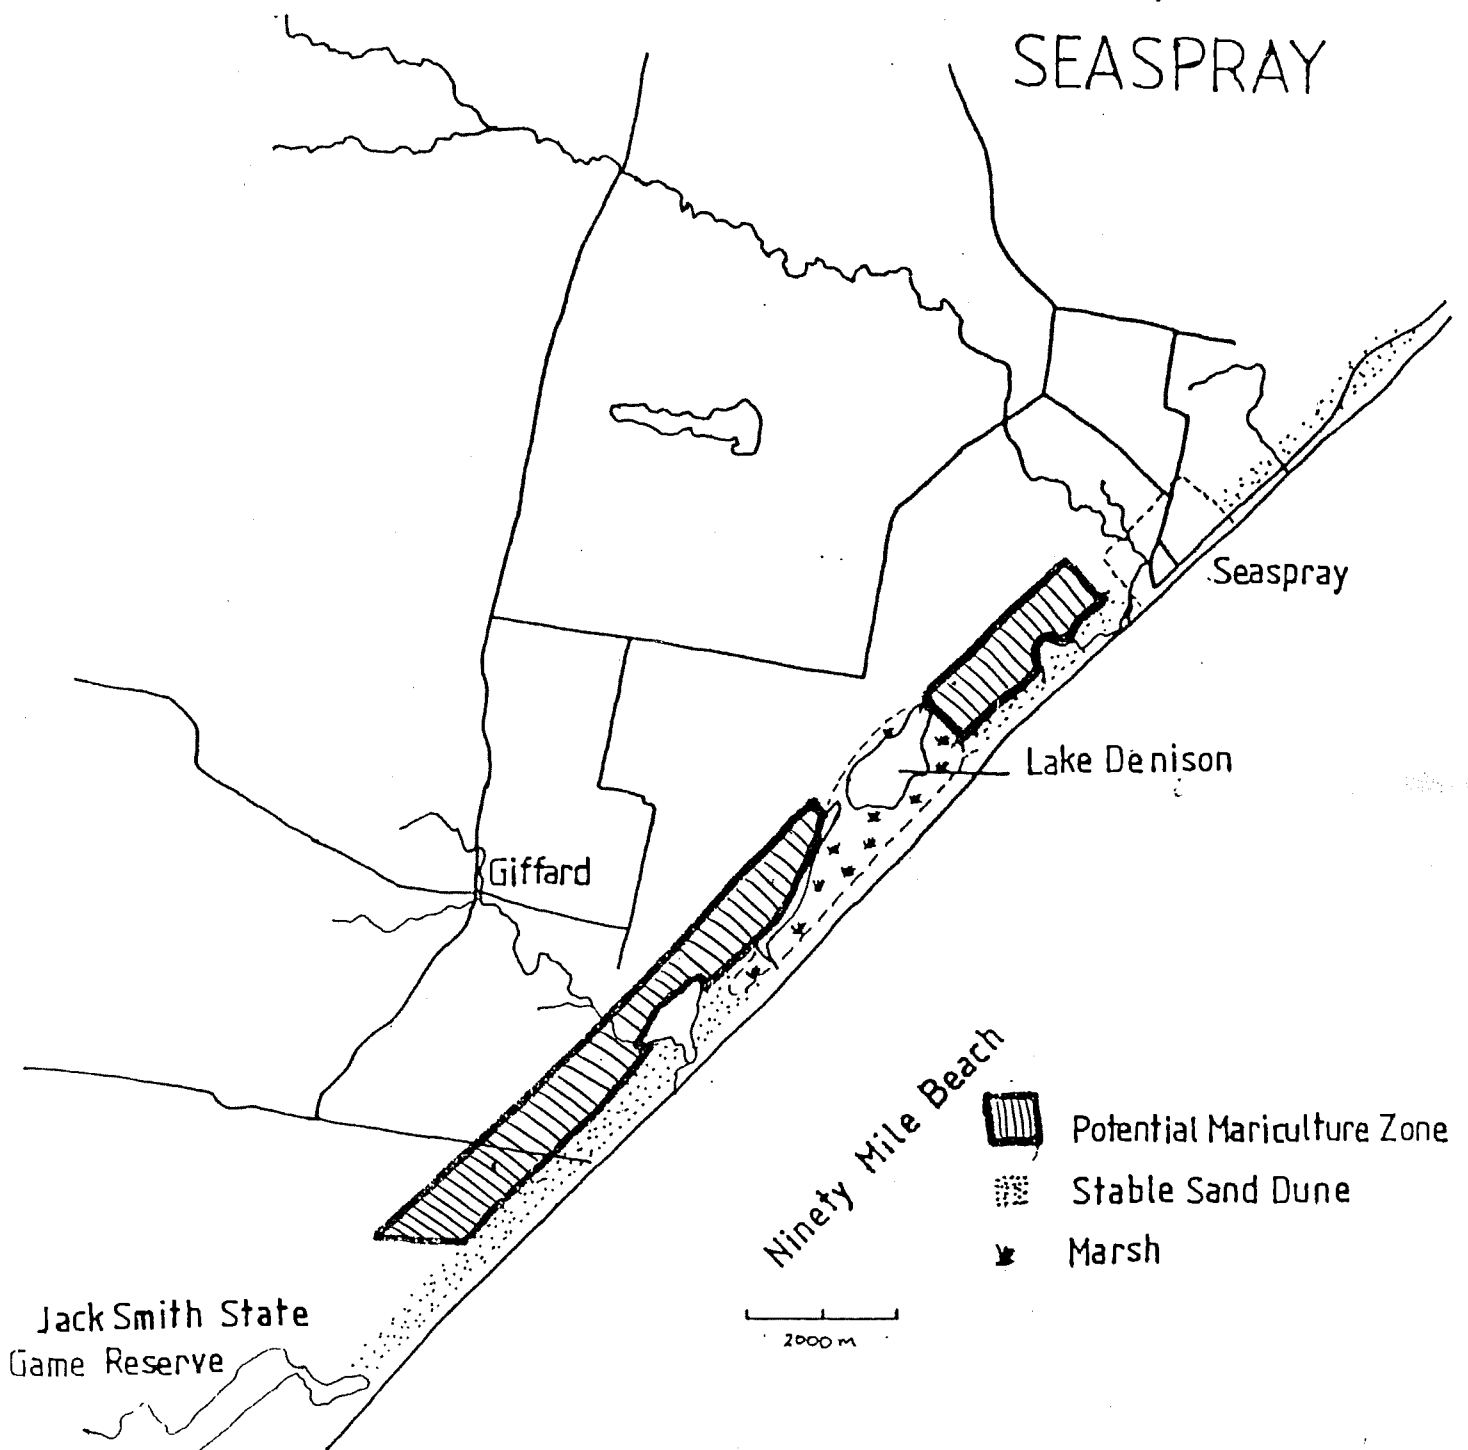 SEASPRAY
Seaspray
Lake Denison
Giffard
Ninety Mile Beach
Potential Mariculture Zone
Stable Sand Dune
Marsh
2000 m
Jack Smith State
Game Reserve